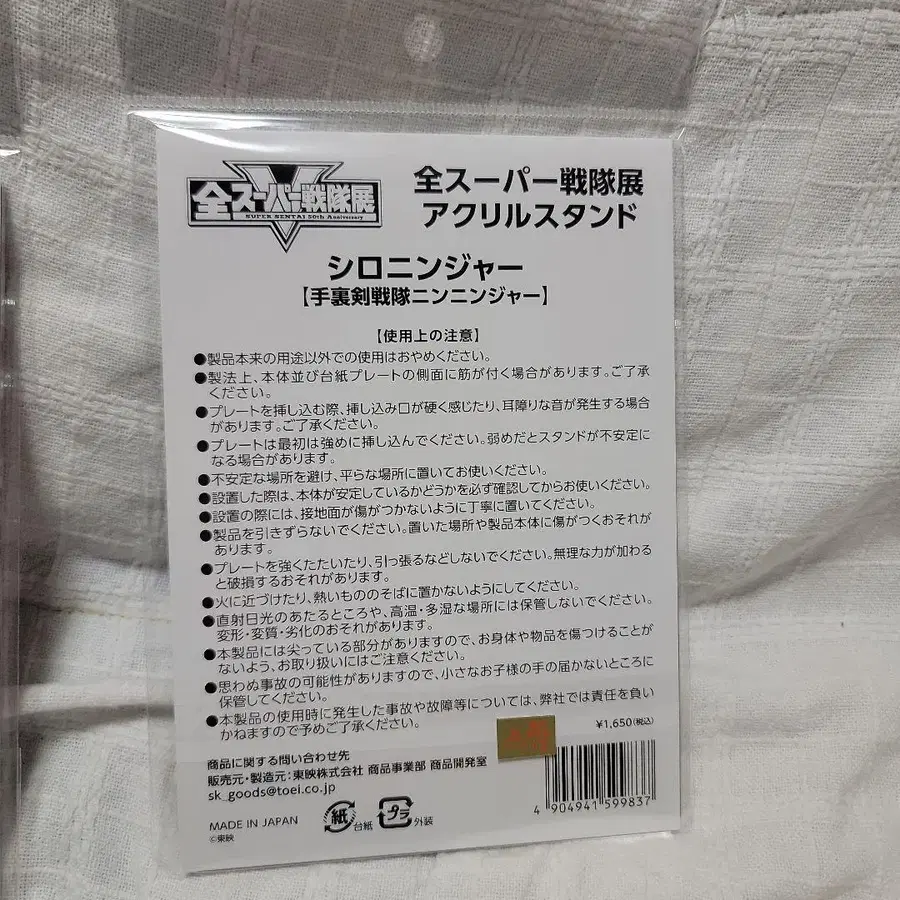 全スーパー戦隊展
SUPER SENTAI 50th Anniversary
全スーパー戦隊展
アクリルスタンド
シロニンジャー
【手裏剣戦隊ニンニンジャー】
【使用上の注意】
●製品本来の用途以外での使用はおやめください。
●製法上、本体並び台紙プレートの側面に筋が付く場合があります。ご了承
ください。
●プレートを挿し込む際、挿し込み口が硬く感じたり、耳障りな音が発生する場合
があります。ご了承ください。
●プレートは最初は強めに挿し込んでください。弱めだとスタンドが不安定に
なる場合があります。
●不安定な場所を避け、平らな場所に置いてお使いください。
●設置した際は、本体が安定しているかどうかを必ず確認してからお使いください。
●設置の際には、接地面が傷がつかないように丁寧に置いてください。
●製品を引きずらないでください。置いた場所や製品本体に傷がつくおそれが
あります。
●プレートを強くたたいたり、引っ張るなどしないでください。無理な力が加わる
と破損するおそれがあります。
●火に近づけたり、熱いもののそばに置かないようにしてください。
●直射日光のあたるところや、高温・多湿な場所には保管しないでください。
変形・変質・劣化のおそれがあります。
●本製品には尖っている部分がありますので、お身体や物品を傷つけることが
ないよう、お取り扱いにはご注意ください。
●思わぬ事故の可能性がありますので、小さなお子様の手の届かないところに
保管してください。
●本製品の使用時に発生した事故や故障等については、弊社では責任を負い
かねますので予めご了承ください。
¥1,650(税込)
商品に関する問い合わせ先
販売元・製造元：東映株式会社 商品事業部 商品開発室
sk_goods@toei.co.jp
4 904941 599837
MADE IN JAPAN
©東映
紙 台紙
プラ 外装